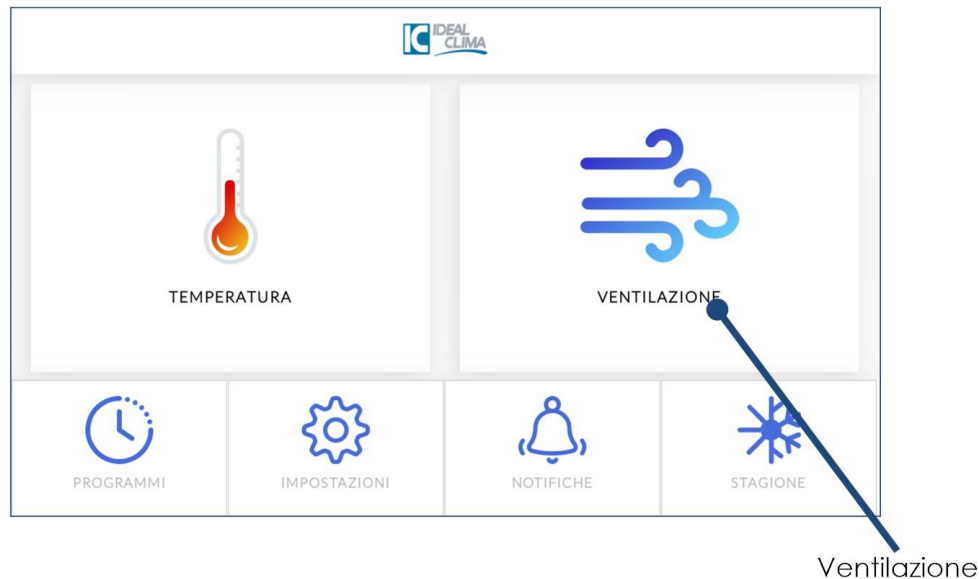 IDEAL
CLIMA
TEMPERATURA
VENTILAZIONE
PROGRAMMI
IMPOSTAZIONI
NOTIFICHE
STAGIONE
Ventilazione